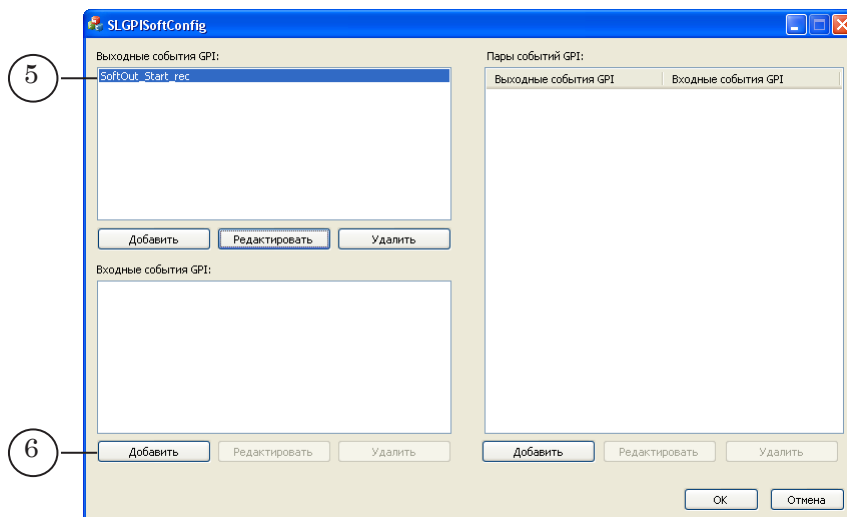 SLGPISoftConfig
Выходные события GPI:
5
SoftOut_Start_rec
Добавить Редактировать Удалить
Входные события GPI:
6
Добавить Редактировать Удалить
Пары событий GPI:
Выходные события GPI Входные события GPI
Добавить Редактировать Удалить
OK Отмена